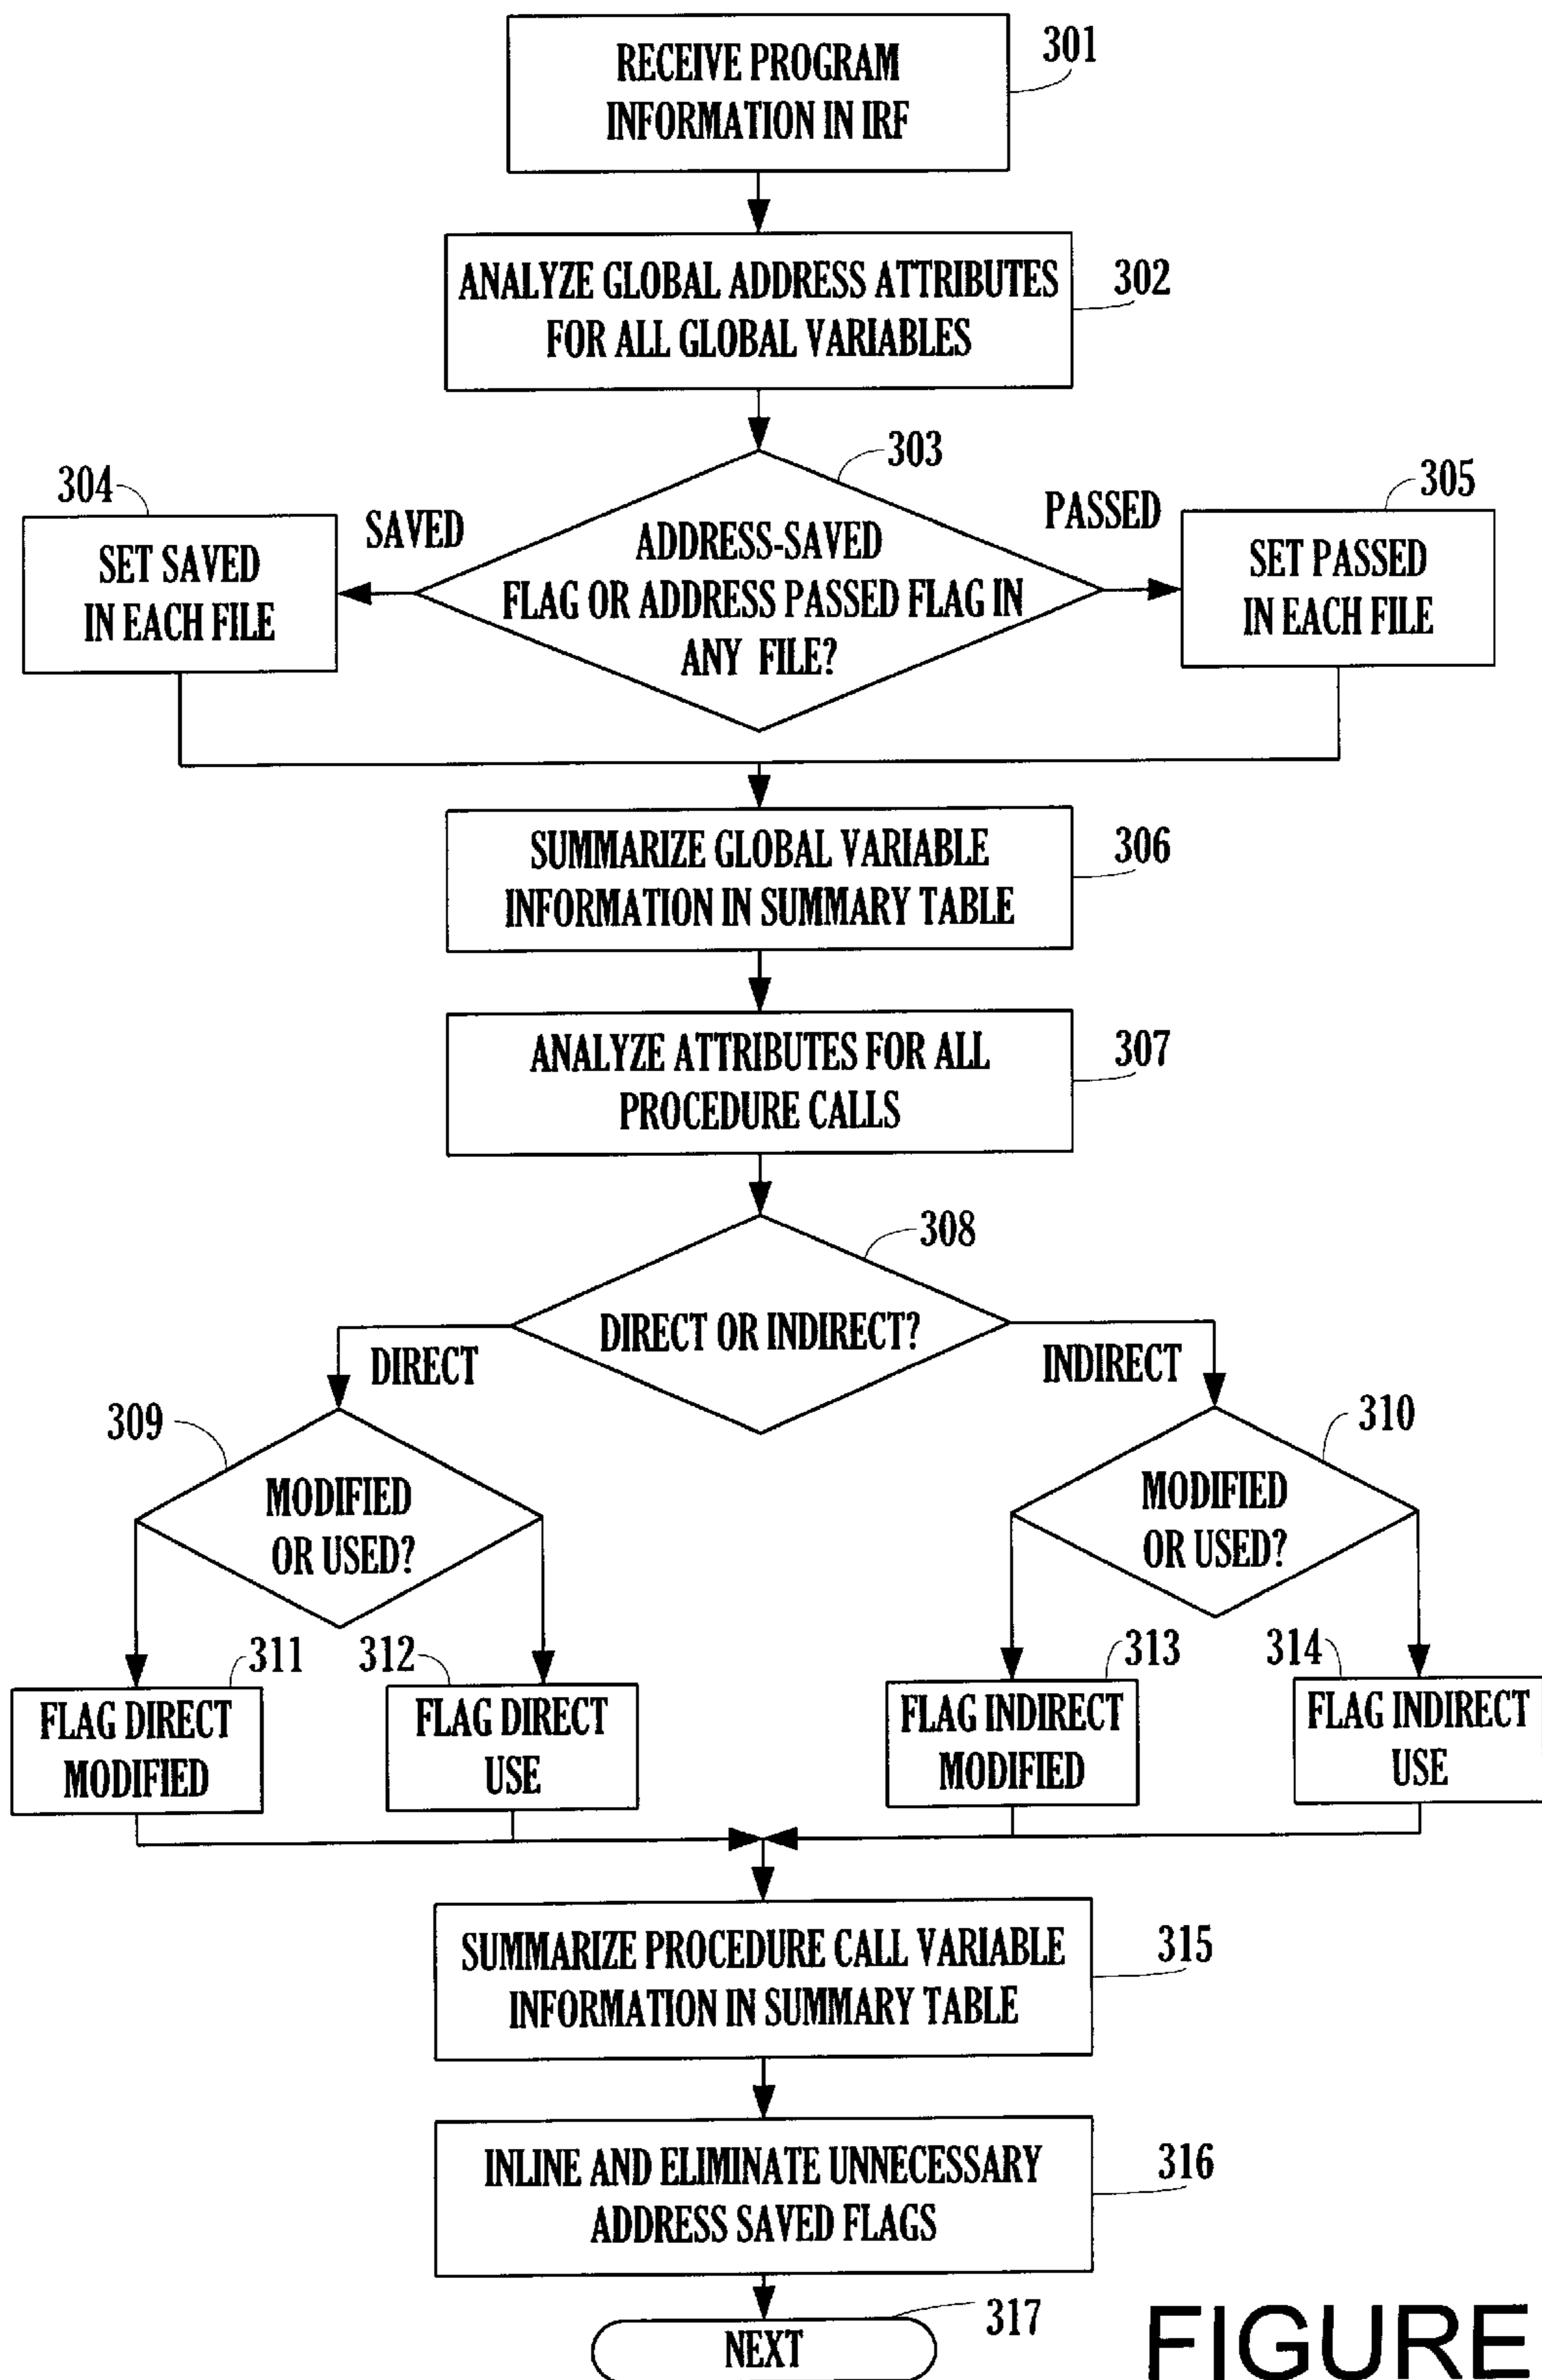 RECEIVE PROGRAM
INFORMATION IN IRF
301
ANALYZE GLOBAL ADDRESS ATTRIBUTES
FOR ALL GLOBAL VARIABLES
302
303
304
SAVED
PASSED
305
SET SAVED
IN EACH FILE
ADDRESS-SAVED
FLAG OR ADDRESS PASSED FLAG IN
ANY FILE?
SET PASSED
IN EACH FILE
SUMMARIZE GLOBAL VARIABLE
INFORMATION IN SUMMARY TABLE
306
ANALYZE ATTRIBUTES FOR ALL
PROCEDURE CALLS
307
308
DIRECT OR INDIRECT?
DIRECT
INDIRECT
309
310
MODIFIED
OR USED?
MODIFIED
OR USED?
311
312
313
314
FLAG DIRECT
MODIFIED
FLAG DIRECT
USE
FLAG INDIRECT
MODIFIED
FLAG INDIRECT
USE
SUMMARIZE PROCEDURE CALL VARIABLE
INFORMATION IN SUMMARY TABLE
315
INLINE AND ELIMINATE UNNECESSARY
ADDRESS SAVED FLAGS
316
317
NEXT
FIGURE